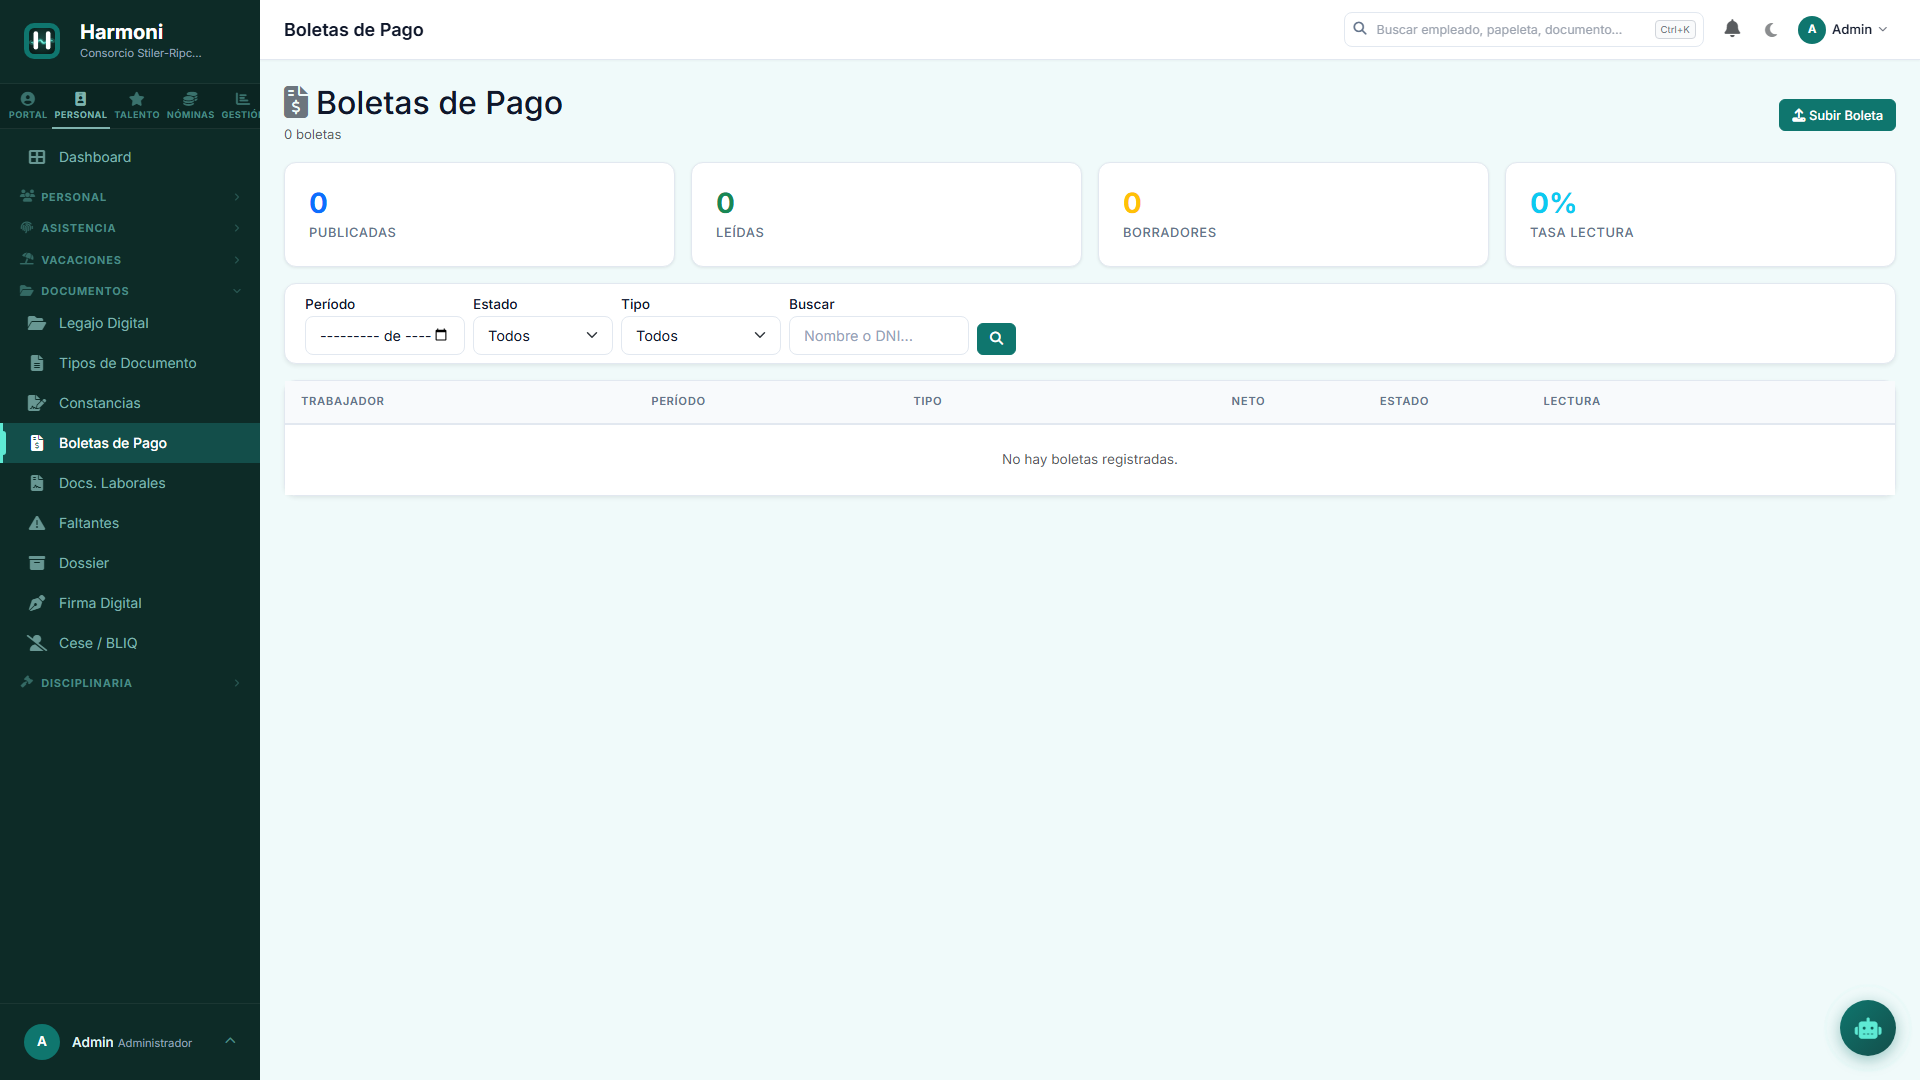 Harmoni
Consorcio Stiler-Ripc...
PORTAL PERSONAL TALENTO NÓMINAS GESTIÓ
Dashboard
PERSONAL
ASISTENCIA
VACACIONES
DOCUMENTOS
Legajo Digital
Tipos de Documento
Constancias
Boletas de Pago
Docs. Laborales
Faltantes
Dossier
Firma Digital
Cese / BLIQ
DISCIPLINARIA
A Admin Administrador
Boletas de Pago
Buscar empleado, papeleta, documento... Ctrl+K
A Admin
Boletas de Pago
0 boletas
Subir Boleta
0
PUBLICADAS
0
LEÍDAS
0
BORRADORES
0%
TASA LECTURA
Período Estado Tipo Buscar
--------- de ---- Todos Todos Nombre o DNI...
TRABAJADOR PERÍODO TIPO NETO ESTADO LECTURA
No hay boletas registradas.